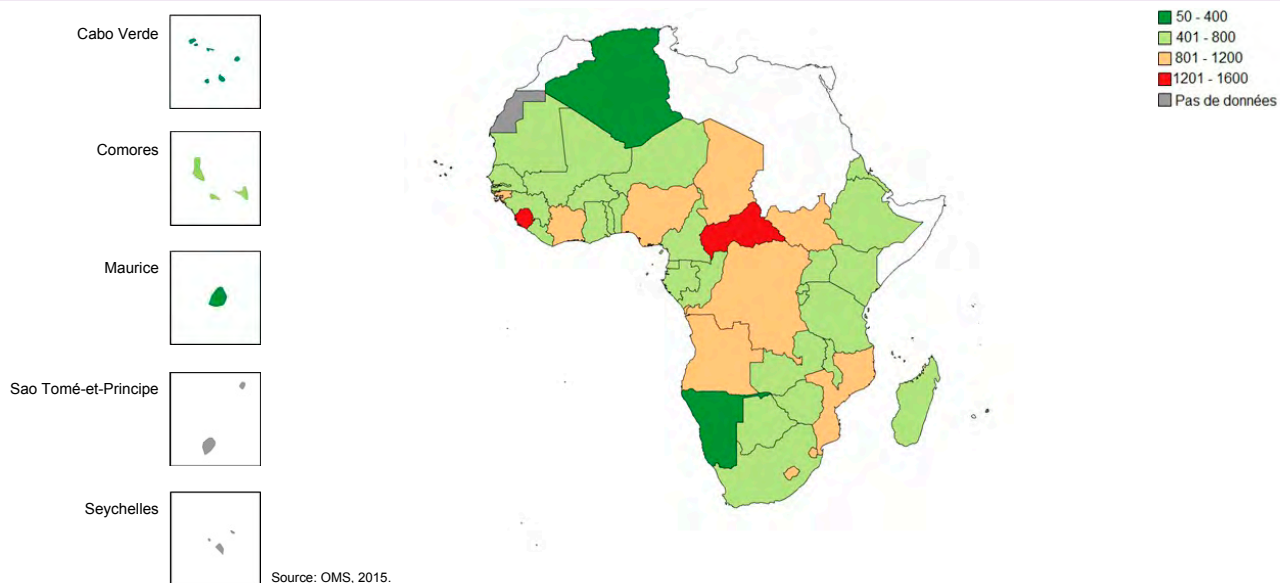 Cabo Verde
Comores
Maurice
Sao Tomé-et-Principe
Seychelles
50 - 400
401 - 800
801 - 1200
1201 - 1600
Pas de données
Source: OMS, 2015.